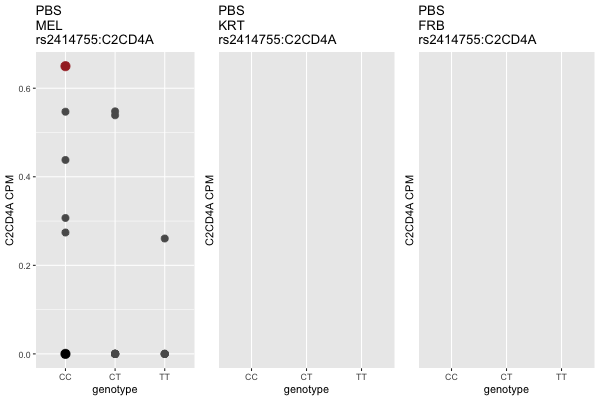 PBS
MEL
rs2414755:C2CD4A
C2CD4A CPM
0.6
0.4
0.2
0.0
CC CT TT
genotype
PBS
KRT
rs2414755:C2CD4A
C2CD4A CPM
CC CT TT
genotype
PBS
FRB
rs2414755:C2CD4A
C2CD4A CPM
CC CT TT
genotype